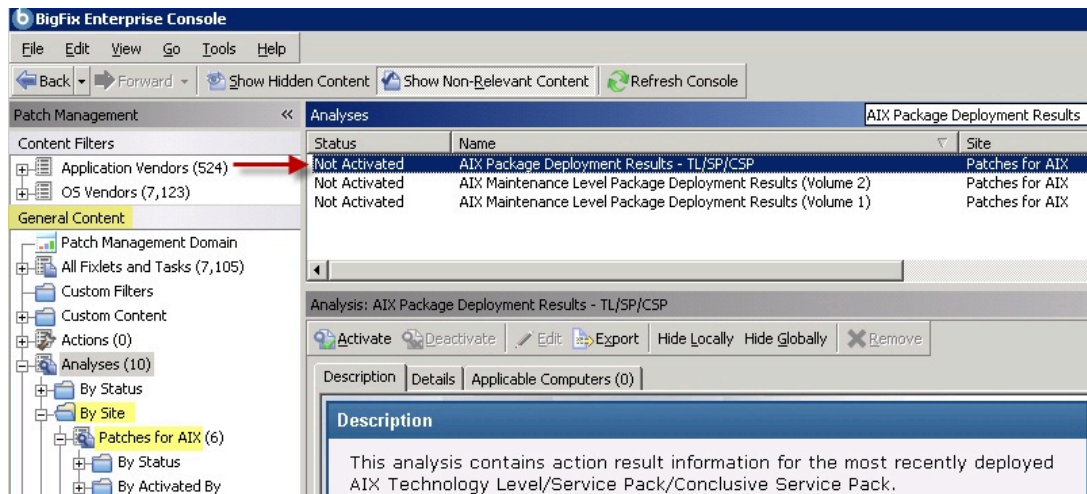 BigFix Enterprise Console
File Edit View Go Tools Help
Back Forward Show Hidden Content Show Non-Relevant Content Refresh Console
Patch Management «
Content Filters
Application Vendors (524)
OS Vendors (7,123)
General Content
Patch Management Domain
All Fixlets and Tasks (7,105)
Custom Filters
Custom Content
Actions (0)
Analyses (10)
By Status
By Site
Patches for AIX (6)
By Status
By Activated By
Analyses AIX Package Deployment Results
Status Name Site
Not Activated AIX Package Deployment Results - TL/SP/CSP Patches for AIX
Not Activated AIX Maintenance Level Package Deployment Results (Volume 2) Patches for AIX
Not Activated AIX Maintenance Level Package Deployment Results (Volume 1) Patches for AIX
Analysis: AIX Package Deployment Results - TL/SP/CSP
Activate Deactivate Edit Export Hide Locally Hide Globally Remove
Description Details Applicable Computers (0)
Description
This analysis contains action result information for the most recently deployed
AIX Technology Level/Service Pack/Conclusive Service Pack.